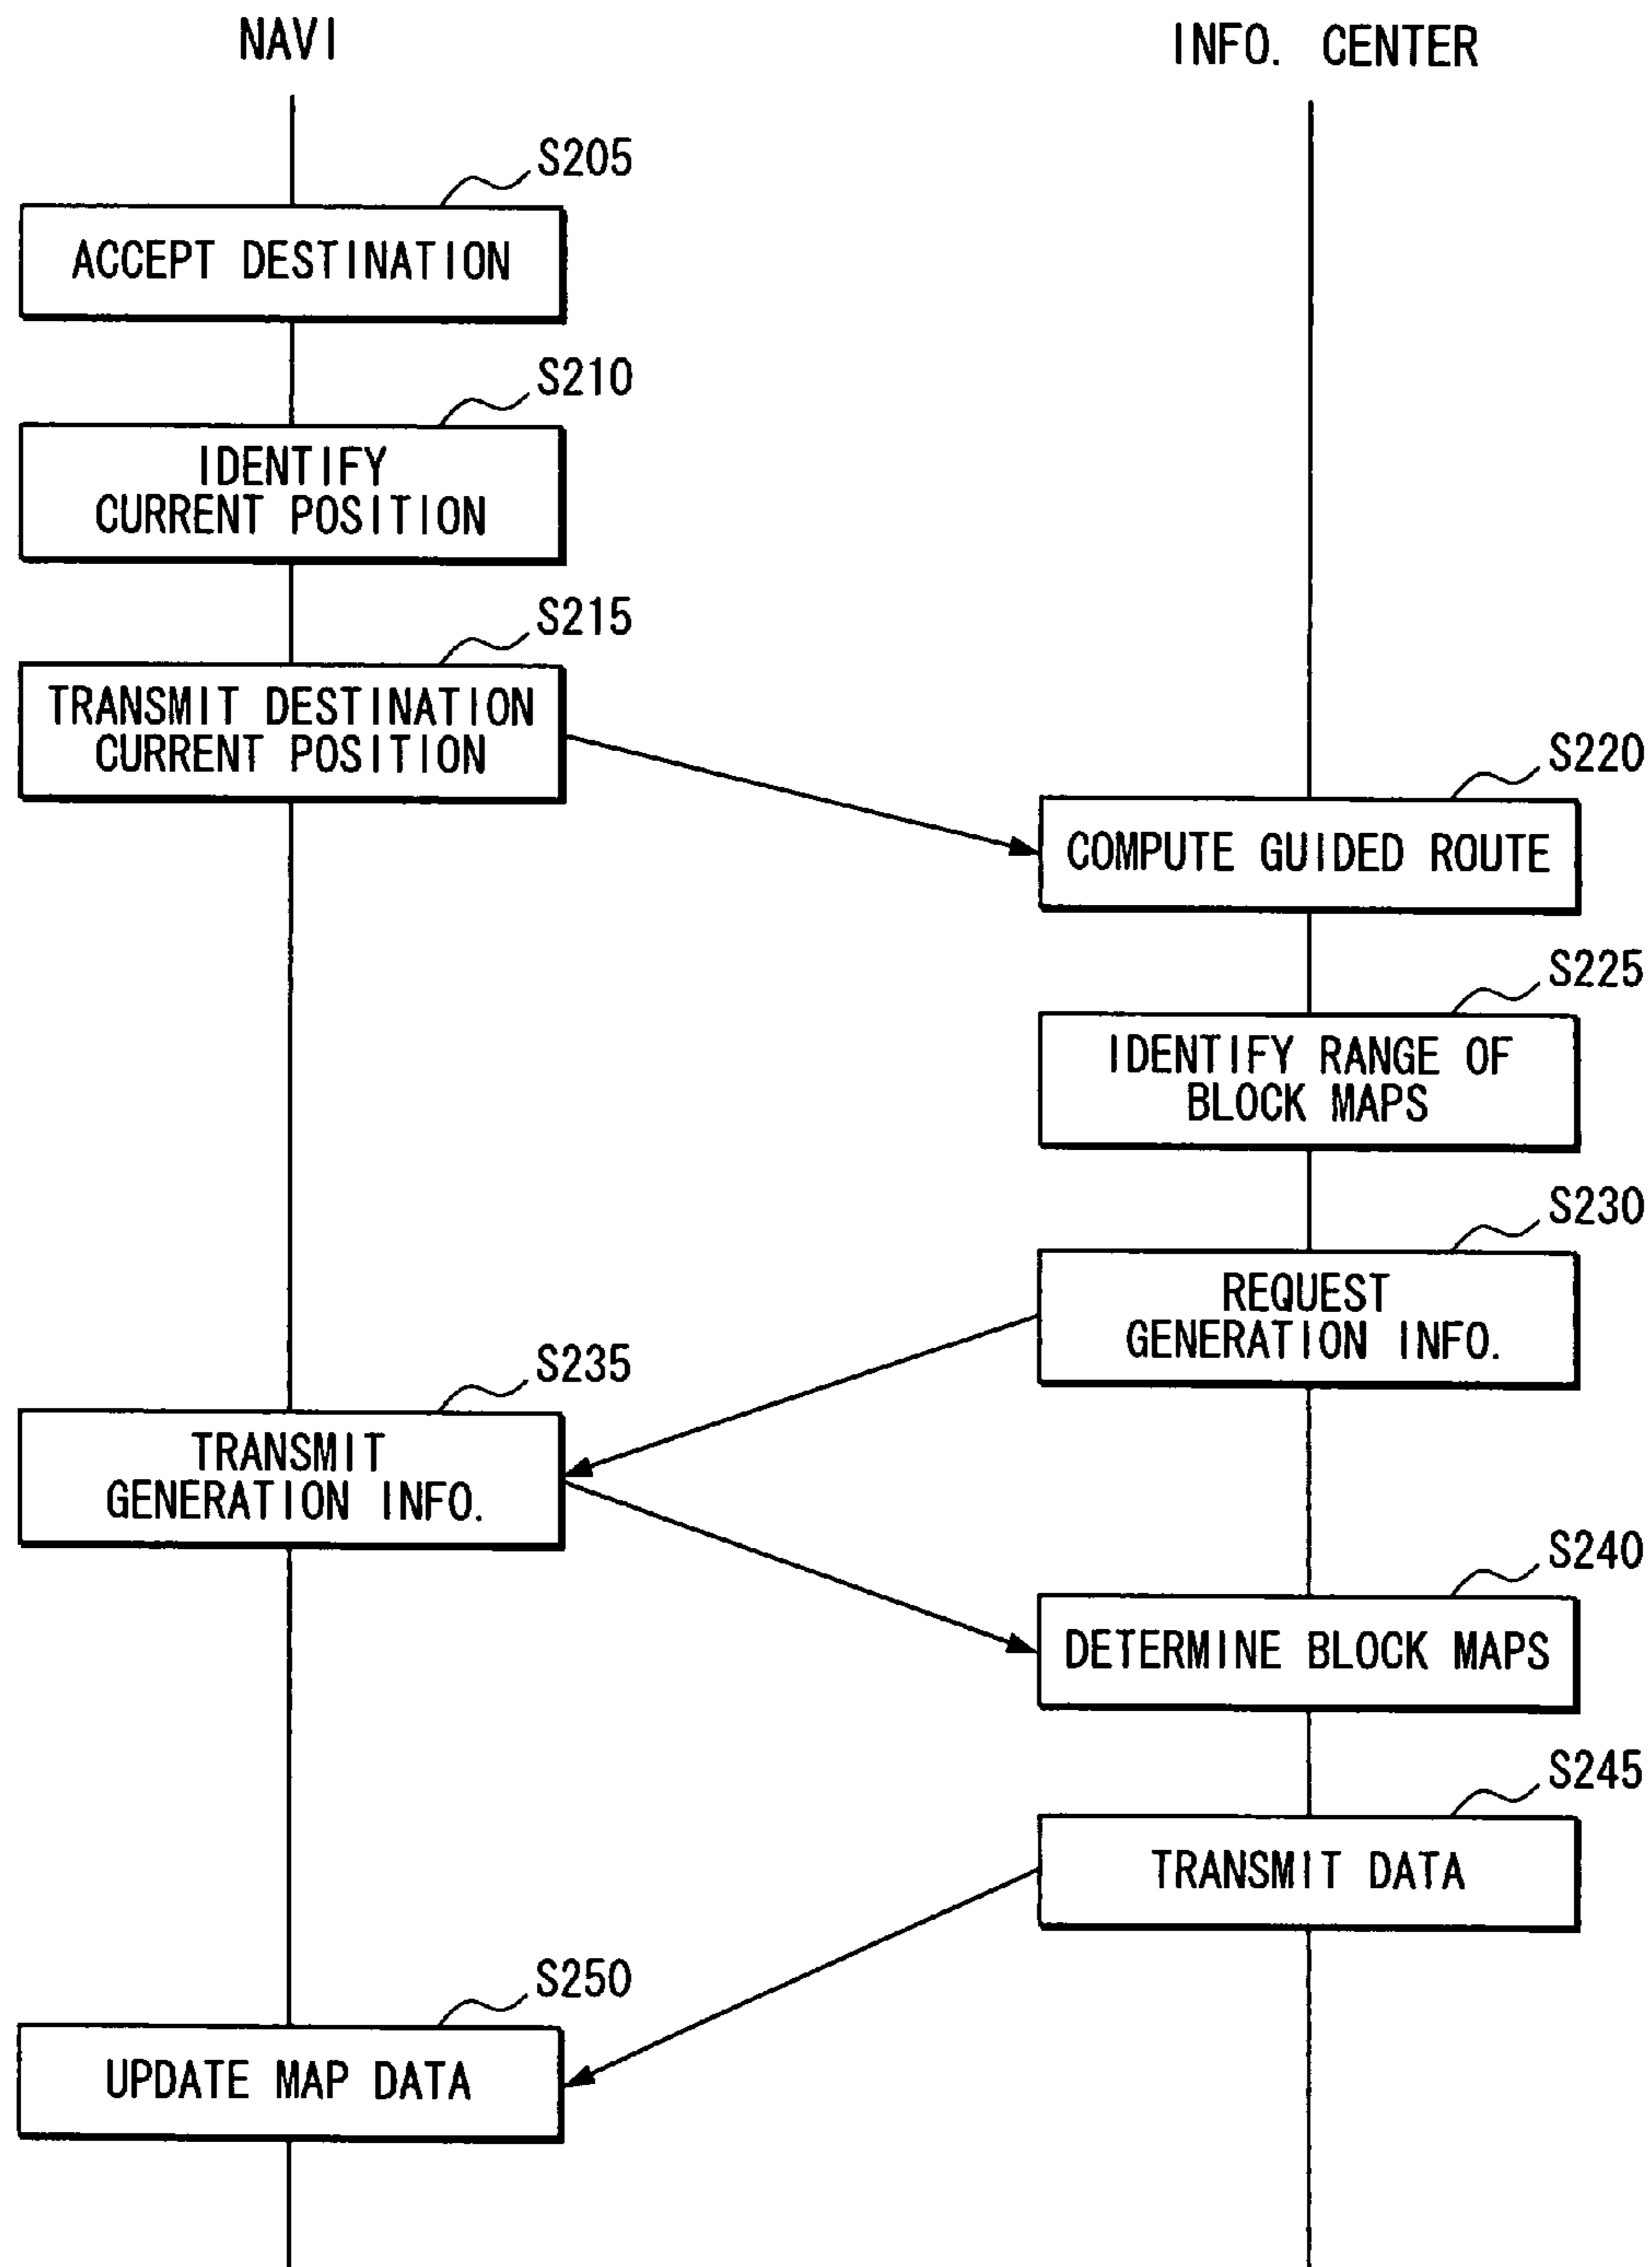 NAVI
INFO. CENTER
S205
ACCEPT DESTINATION
S210
IDENTIFY
CURRENT POSITION
S215
TRANSMIT DESTINATION
CURRENT POSITION
S220
COMPUTE GUIDED ROUTE
S225
IDENTIFY RANGE OF
BLOCK MAPS
S230
REQUEST
GENERATION INFO.
S235
TRANSMIT
GENERATION INFO.
S240
DETERMINE BLOCK MAPS
S245
TRANSMIT DATA
S250
UPDATE MAP DATA